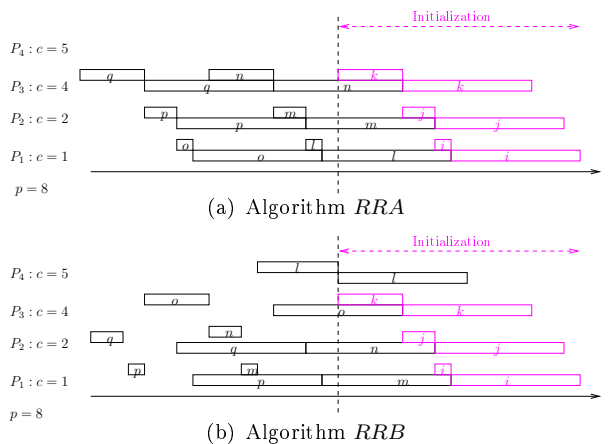 Initialization
P₄ : c = 5
q n k
P₃ : c = 4
q n k
p m j
P₂ : c = 2
p m j
o l i
P₁ : c = 1
o l i
p = 8
(a) Algorithm RRA
Initialization
l
P₄ : c = 5
l
o k
P₃ : c = 4
o k
q n j
P₂ : c = 2
q n j
p m i
P₁ : c = 1
p m i
p = 8
(b) Algorithm RRB